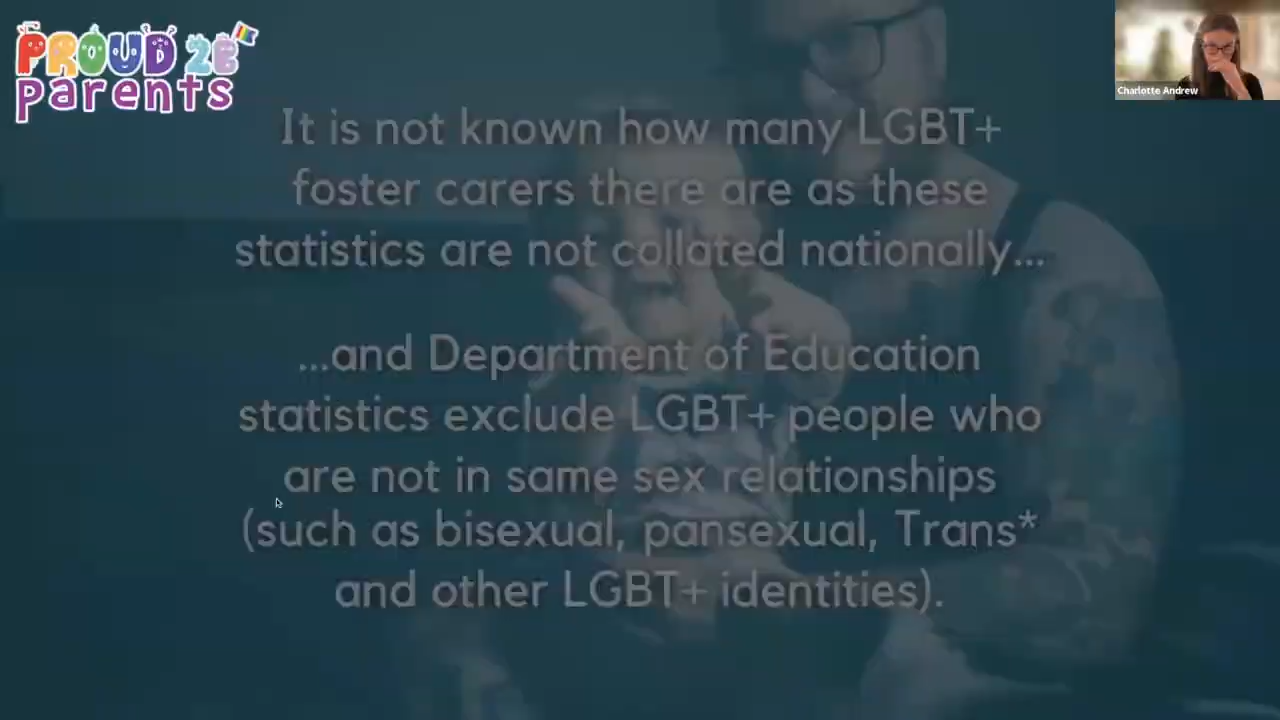 PROUD 2B
parents
Charlotte Andrew
It is not known how many LGBT+
foster carers there are as these
statistics are not collated nationally...
...and Department of Education
statistics exclude LGBT+ people who
are not in same sex relationships
(such as bisexual, pansexual, Trans*
and other LGBT+ identities).